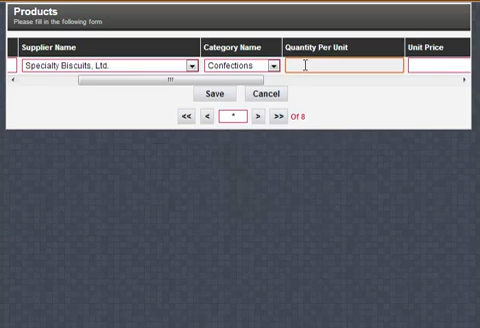 Products
Please fill in the following form
Supplier Name Category Name Quantity Per Unit Unit Price
Specialty Biscuits, Ltd. Confections
Save Cancel
<< < * > >> Of 8